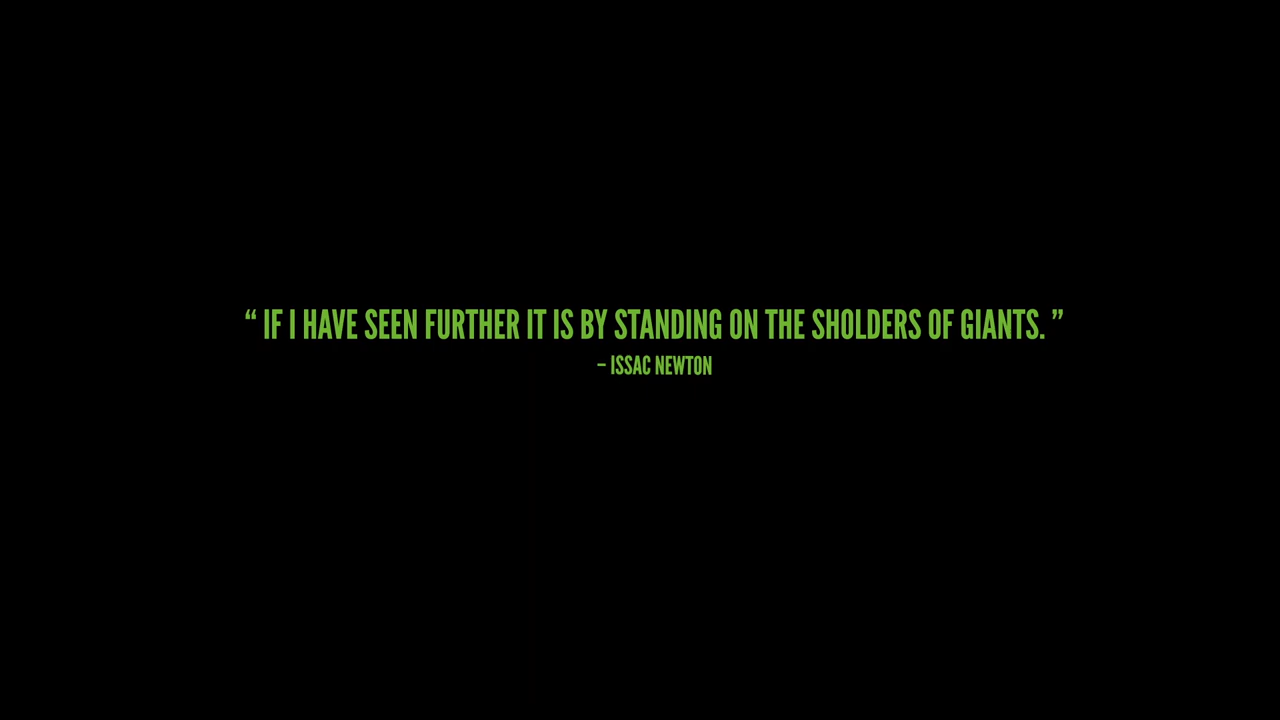 “ IF I HAVE SEEN FURTHER IT IS BY STANDING ON THE SHOLDERS OF GIANTS. ”
– ISSAC NEWTON